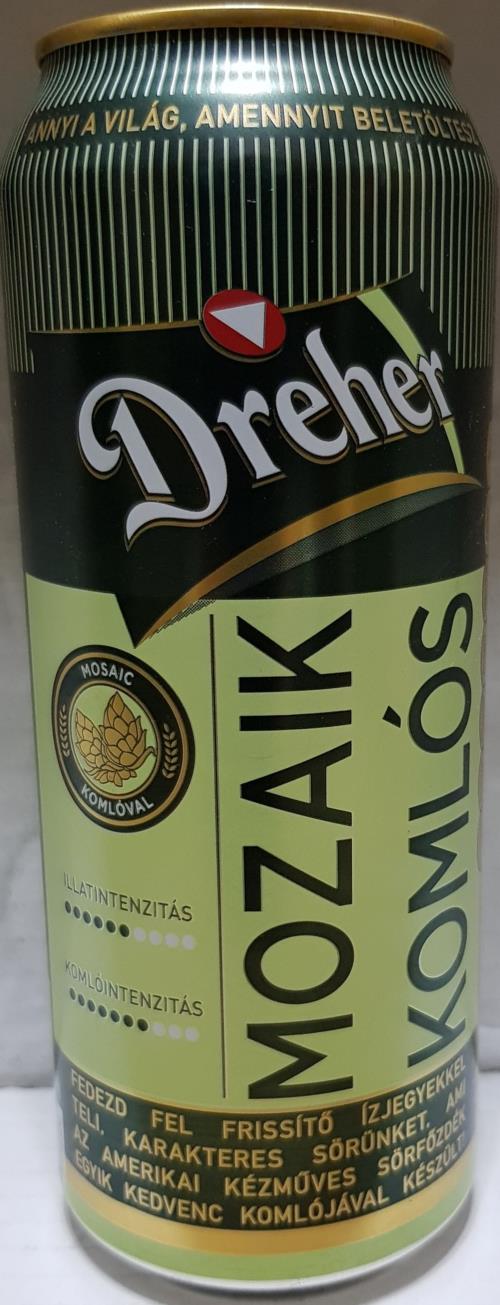 ANNYI A VILÁG, AMENNYIT BELETÖLTESZ
Dreher
MOSAIC
KOMLÓVAL
ILLATINTENZITÁS
KOMLÓINTENZITÁS
MOZAIK
KOMLÓS
FEDEZD FEL FRISSÍTŐ ÍZJEGYEKKEL
TELI, KARAKTERES SÖRÜNKET, AMI
AZ AMERIKAI KÉZMŰVES SÖRFŐZDÉK
EGYIK KEDVENC KOMLÓJÁVAL KÉSZÜLT!